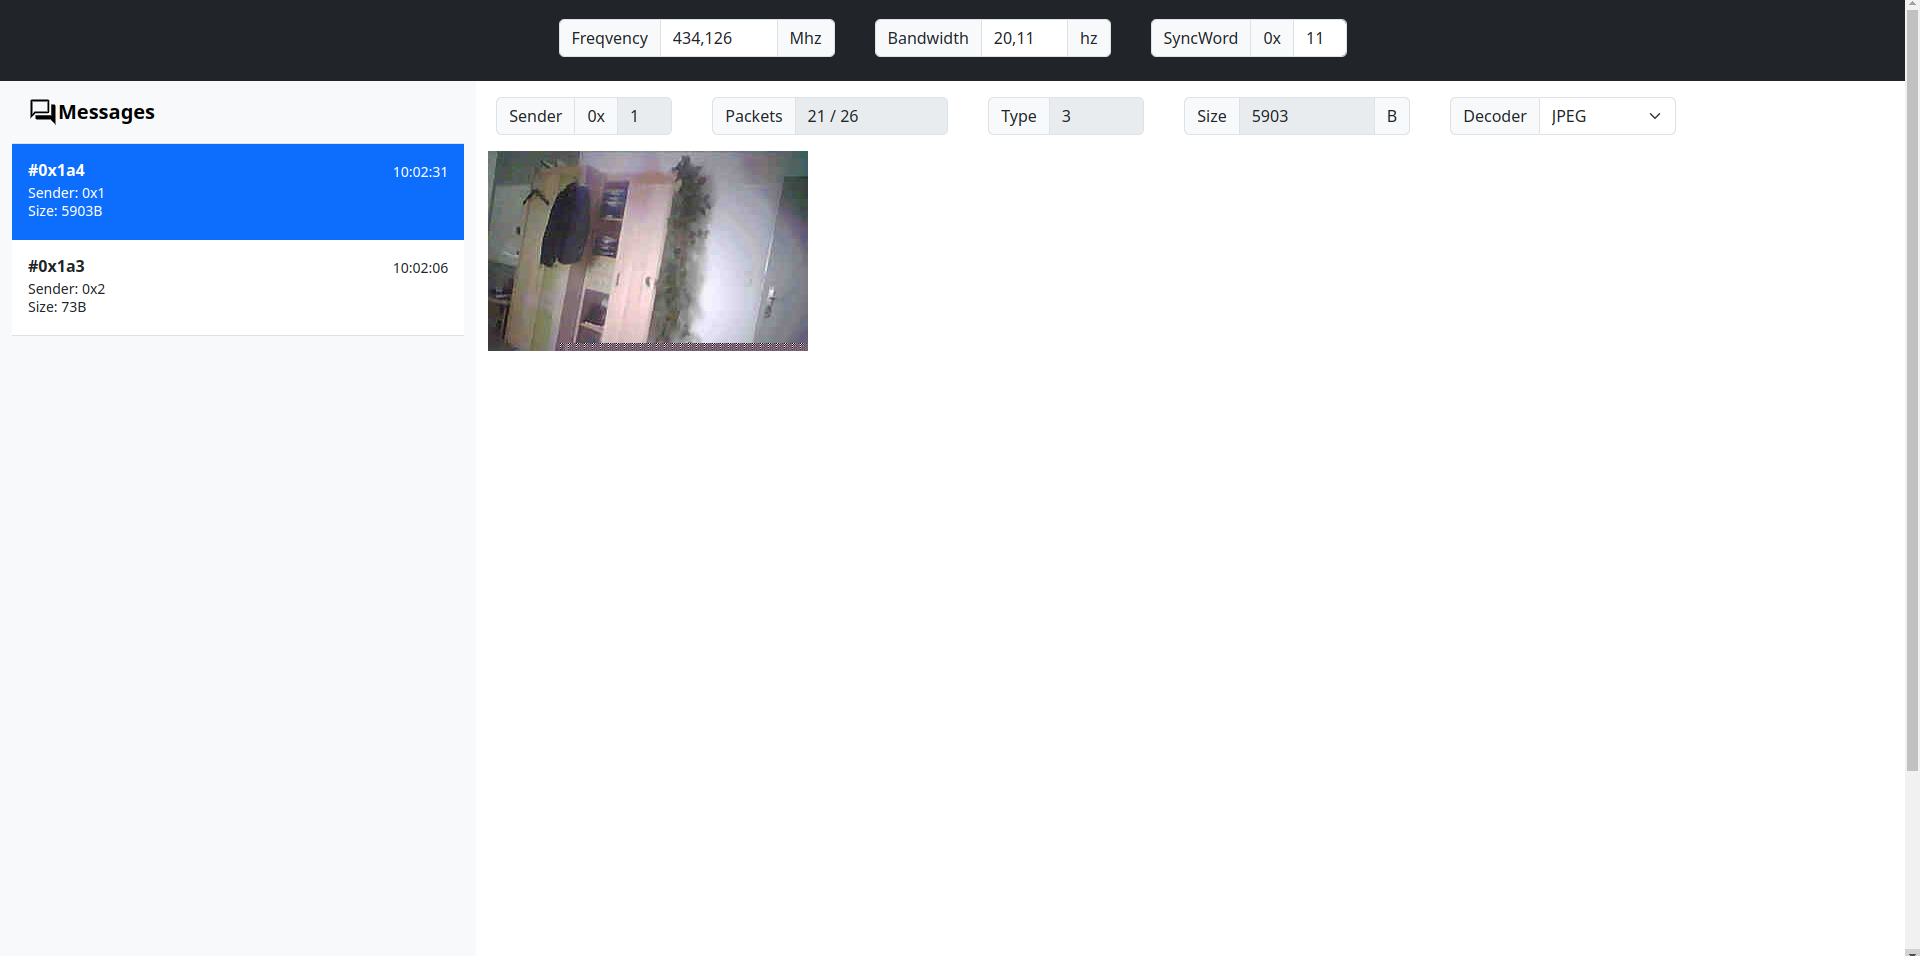 Freqvency 434,126 Mhz Bandwidth 20,11 hz SyncWord 0x 11
Messages
#0x1a4 10:02:31
Sender: 0x1
Size: 5903B
#0x1a3 10:02:06
Sender: 0x2
Size: 73B
Sender 0x 1 Packets 21 / 26 Type 3 Size 5903 B Decoder JPEG